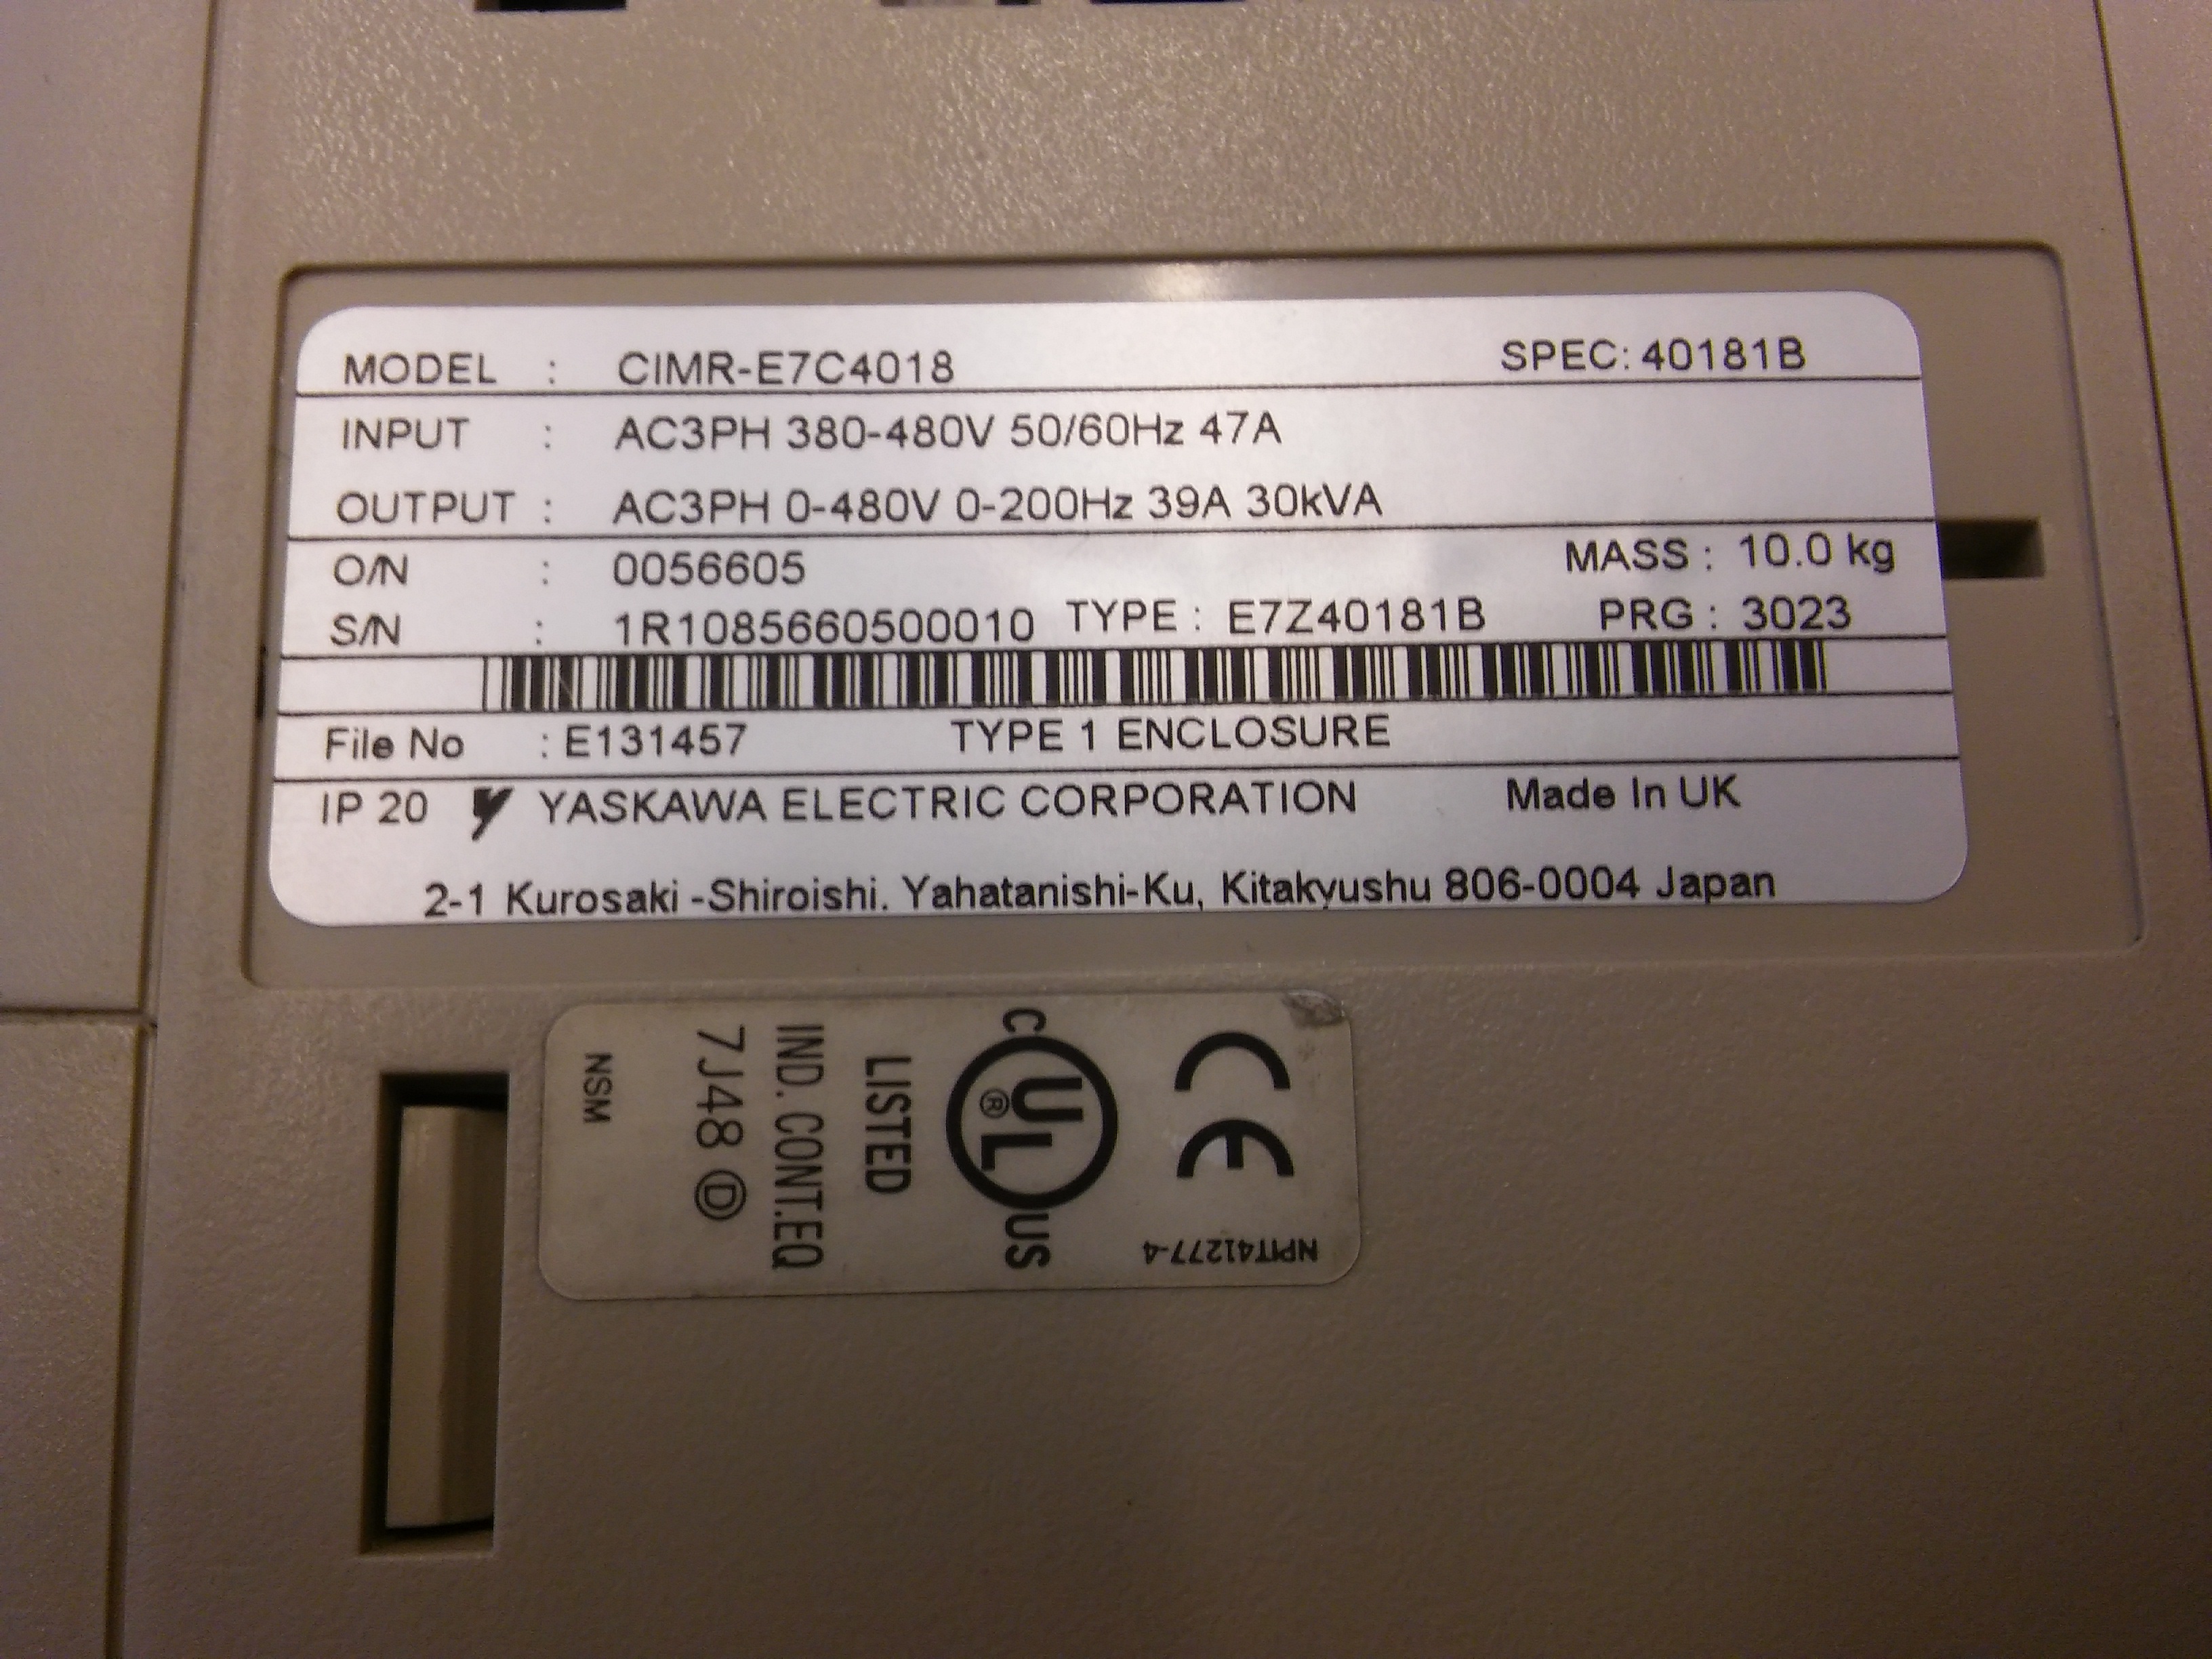 MODEL : CIMR-E7C4018 SPEC: 40181B
INPUT : AC3PH 380-480V 50/60Hz 47A
OUTPUT : AC3PH 0-480V 0-200Hz 39A 30kVA
O/N : 0056605 MASS : 10.0 kg
S/N : 1R1085660500010 TYPE : E7Z40181B PRG : 3023
File No : E131457 TYPE 1 ENCLOSURE
IP 20 YASKAWA ELECTRIC CORPORATION Made In UK
2-1 Kurosaki -Shiroishi. Yahatanishi-Ku, Kitakyushu 806-0004 Japan
NPIT41277-4
CE
C UL ® US
LISTED
IND. CONT.EQ
7J48 D
NSM